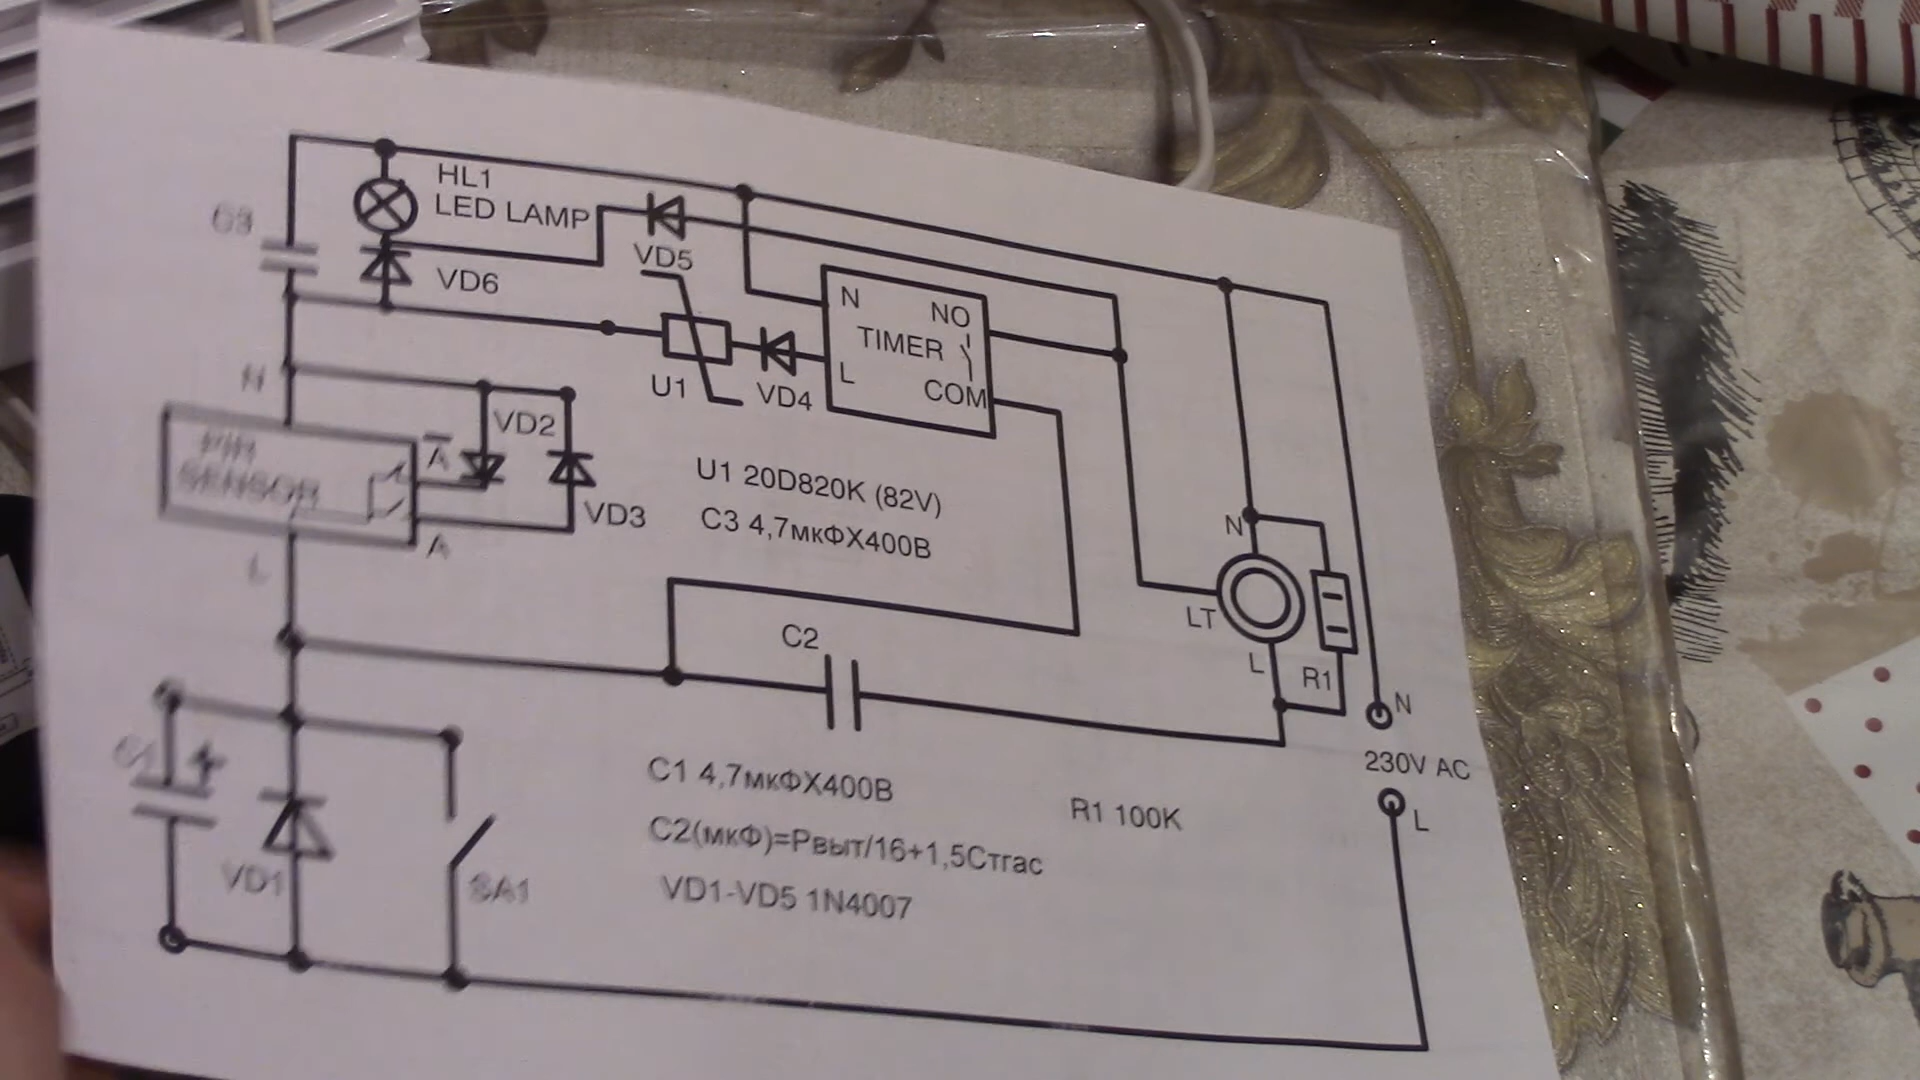 HL1
LED LAMP
C3
VD5
VD6
N
NO
TIMER
L
COM
U1
VD4
N
PIR
SENSOR
A
VD2
VD3
A
L
U1 20D820K (82V)
C3 4,7мкФХ400В
N
LT
L
R1
C2
N
230V AC
L
C1
VD1
SA1
C1 4,7мкФХ400В
R1 100K
C2(мкФ)=Рвыт/16+1,5Стгас
VD1-VD5 1N4007